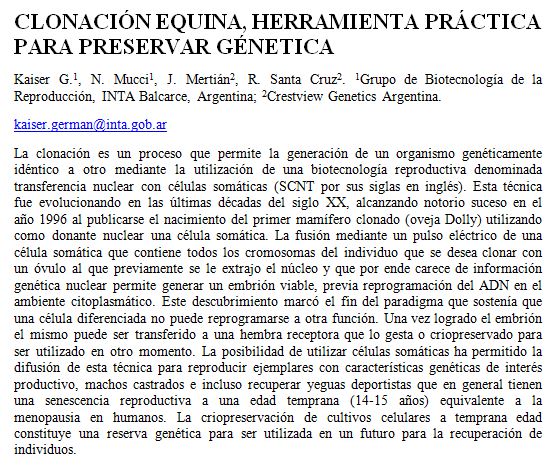 CLONACIÓN EQUINA, HERRAMIENTA PRÁCTICA
PARA PRESERVAR GÉNETICA
Kaiser G.¹, N. Mucci¹, J. Mertián², R. Santa Cruz². ¹Grupo de Biotecnología de la
Reproducción, INTA Balcarce, Argentina; ²Crestview Genetics Argentina.
kaiser.german@inta.gob.ar
La clonación es un proceso que permite la generación de un organismo genéticamente
idéntico a otro mediante la utilización de una biotecnología reproductiva denominada
transferencia nuclear con células somáticas (SCNT por sus siglas en inglés). Esta técnica
fue evolucionando en las últimas décadas del siglo XX, alcanzando notorio suceso en el
año 1996 al publicarse el nacimiento del primer mamífero clonado (oveja Dolly) utilizando
como donante nuclear una célula somática. La fusión mediante un pulso eléctrico de una
célula somática que contiene todos los cromosomas del individuo que se desea clonar con
un óvulo al que previamente se le extrajo el núcleo y que por ende carece de información
genética nuclear permite generar un embrión viable, previa reprogramación del ADN en el
ambiente citoplasmático. Este descubrimiento marcó el fin del paradigma que sostenía que
una célula diferenciada no puede reprogramarse a otra función. Una vez logrado el embrión
el mismo puede ser transferido a una hembra receptora que lo gesta o criopreservado para
ser utilizado en otro momento. La posibilidad de utilizar células somáticas ha permitido la
difusión de esta técnica para reproducir ejemplares con características genéticas de interés
productivo, machos castrados e incluso recuperar yeguas deportistas que en general tienen
una senescencia reproductiva a una edad temprana (14-15 años) equivalente a la
menopausia en humanos. La criopreservación de cultivos celulares a temprana edad
constituye una reserva genética para ser utilizada en un futuro para la recuperación de
individuos.